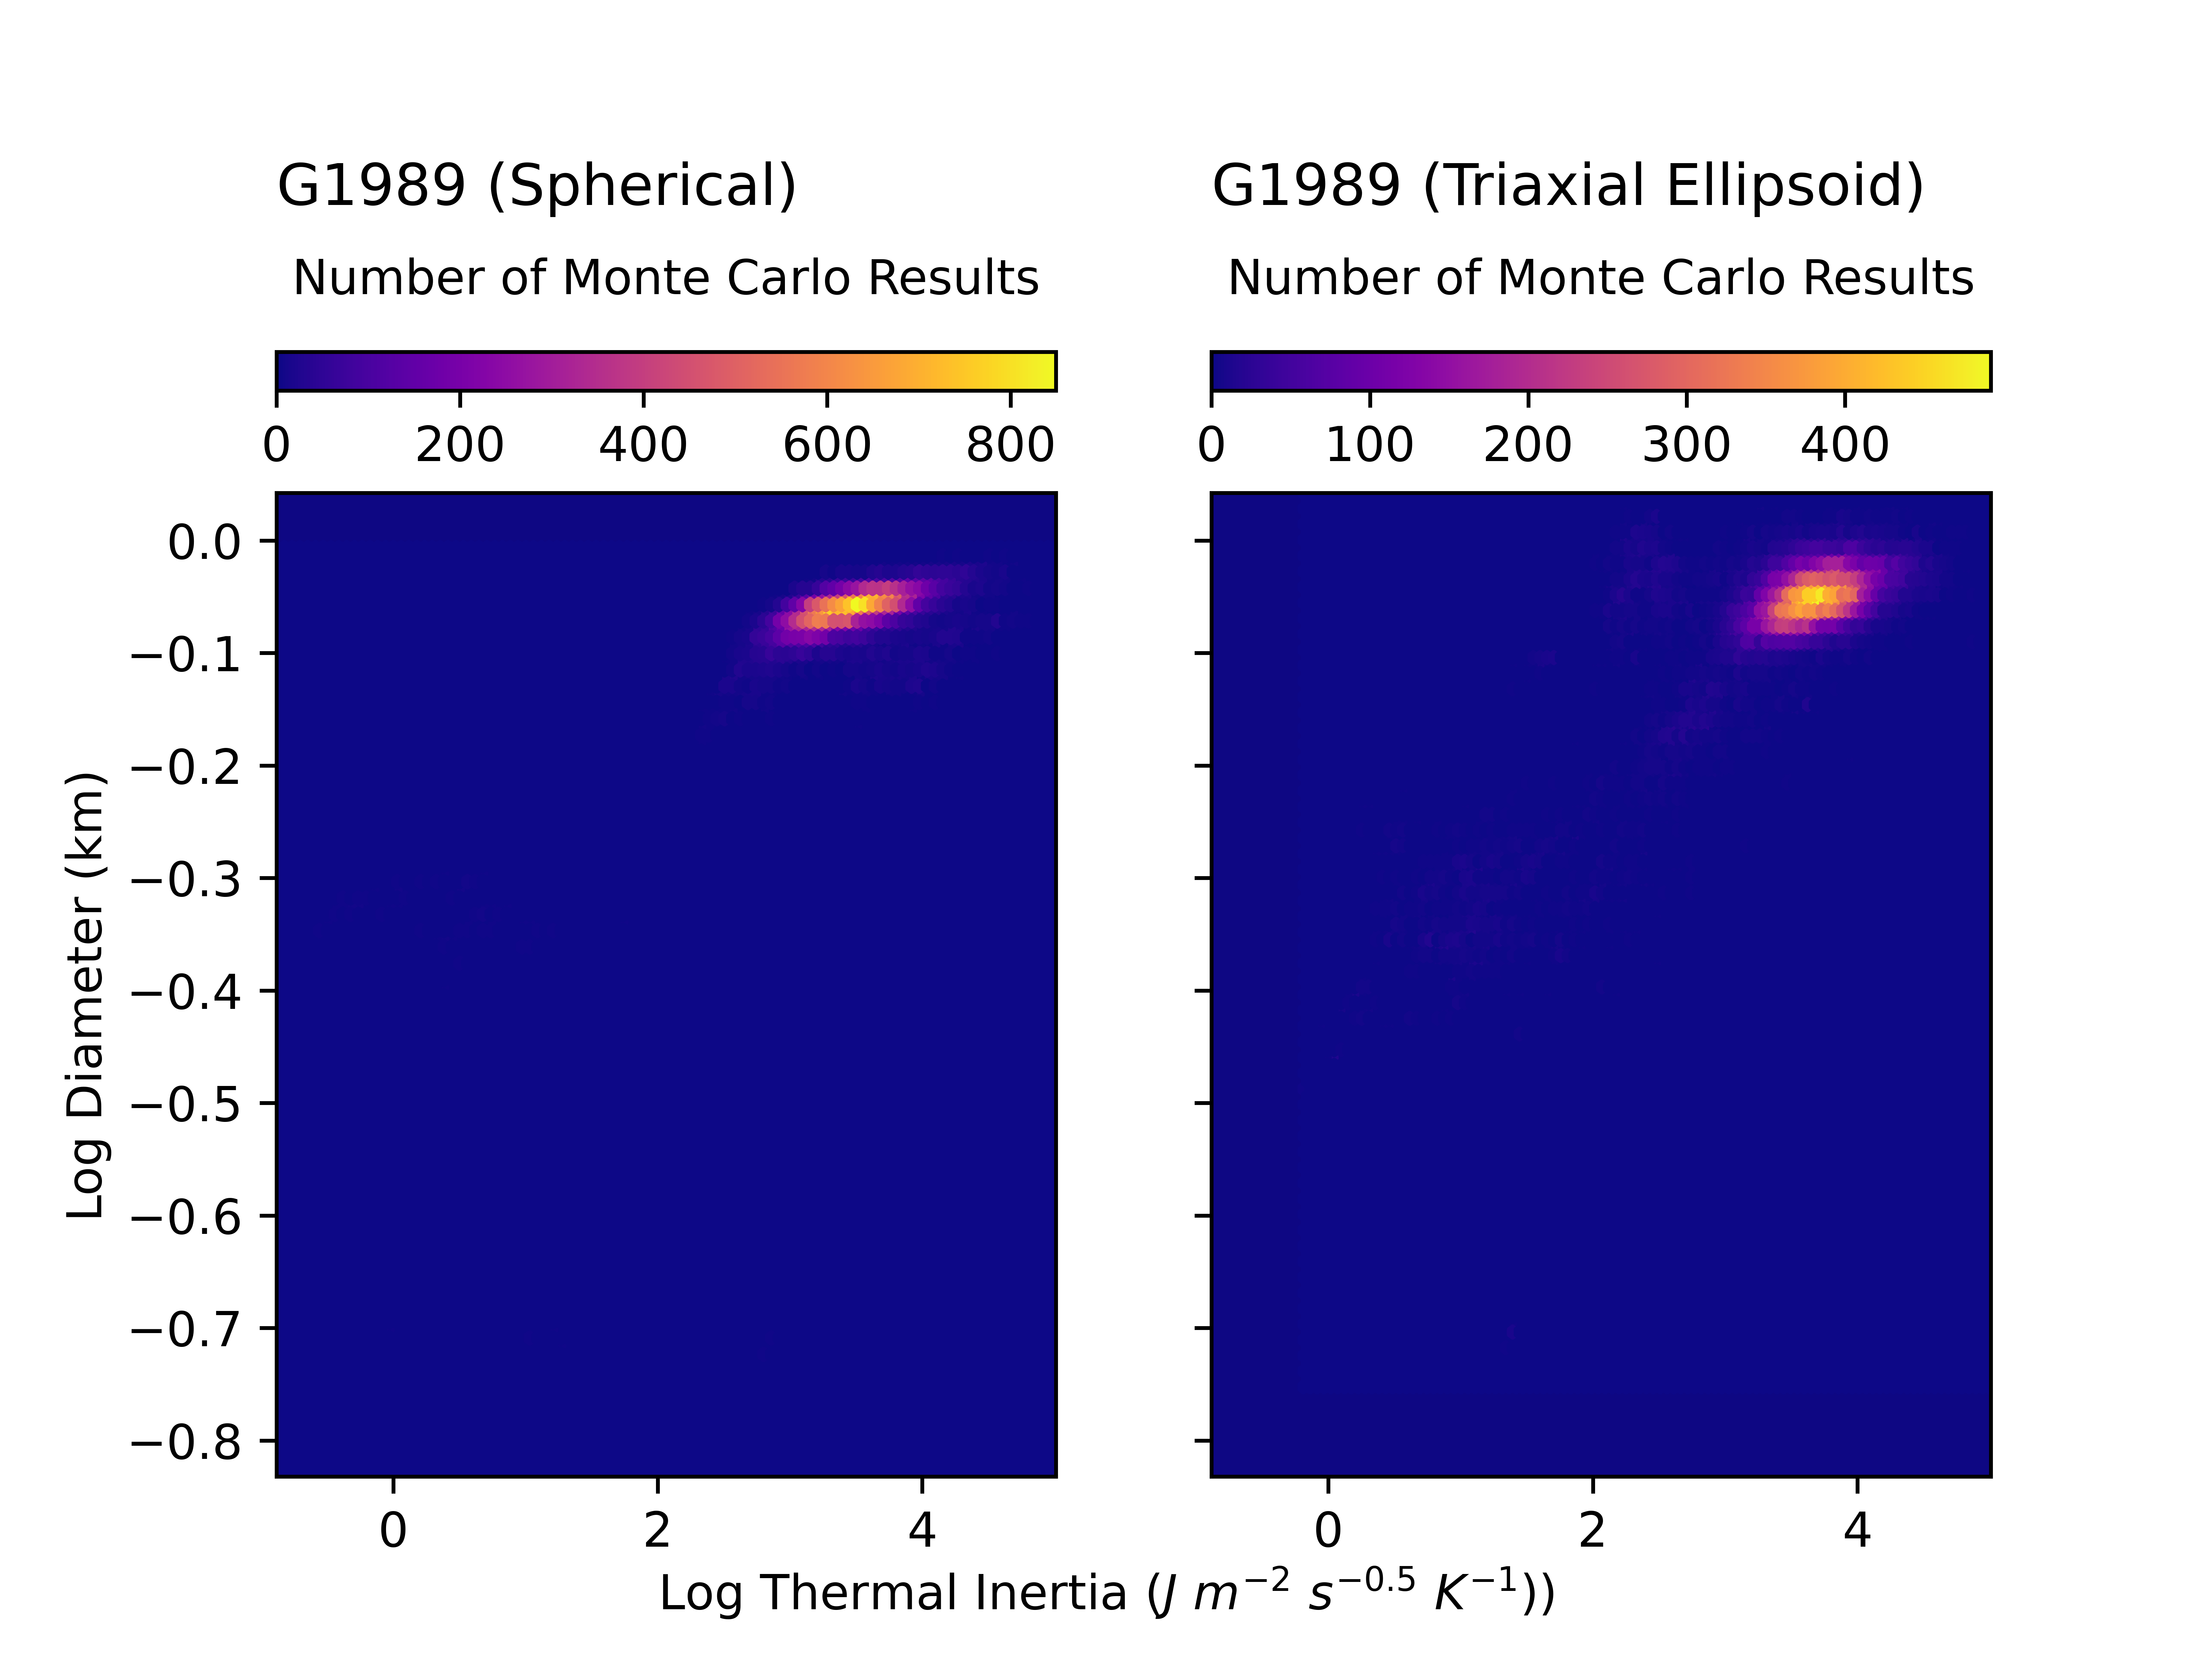 G1989 (Spherical)
Number of Monte Carlo Results
0 200 400 600 800
G1989 (Triaxial Ellipsoid)
Number of Monte Carlo Results
0 100 200 300 400
Log Diameter (km)
0.0
−0.1
−0.2
−0.3
−0.4
−0.5
−0.6
−0.7
−0.8
0 2 4
0 2 4
Log Thermal Inertia (J m⁻² s⁻⁰·⁵ K⁻¹))